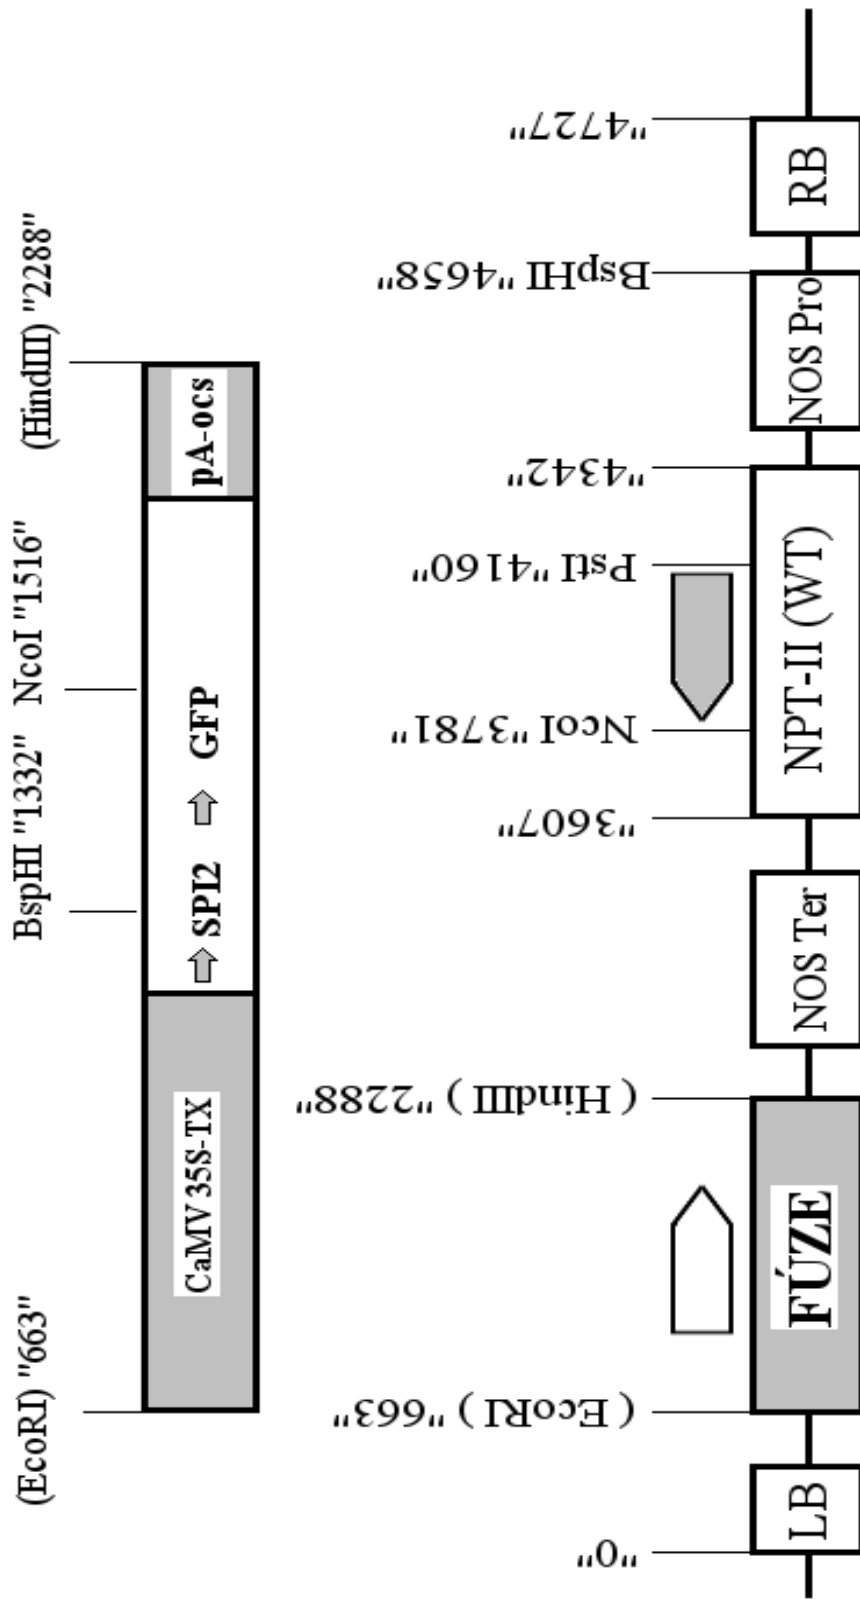 (EcoRI) "663"
BspHI "1332"
NcoI "1516"
(HindIII) "2288"
CaMV 35S-TX
SPI2
GFP
pA-ocs
"0"
( EcoRI ) "663"
( HindIII ) "2288"
"3607"
NcoI "3781"
PstI "4160"
"4342"
BspHI "4658"
"4727"
LB
FÚZE
NOS Ter
NPT-II (WT)
NOS Pro
RB